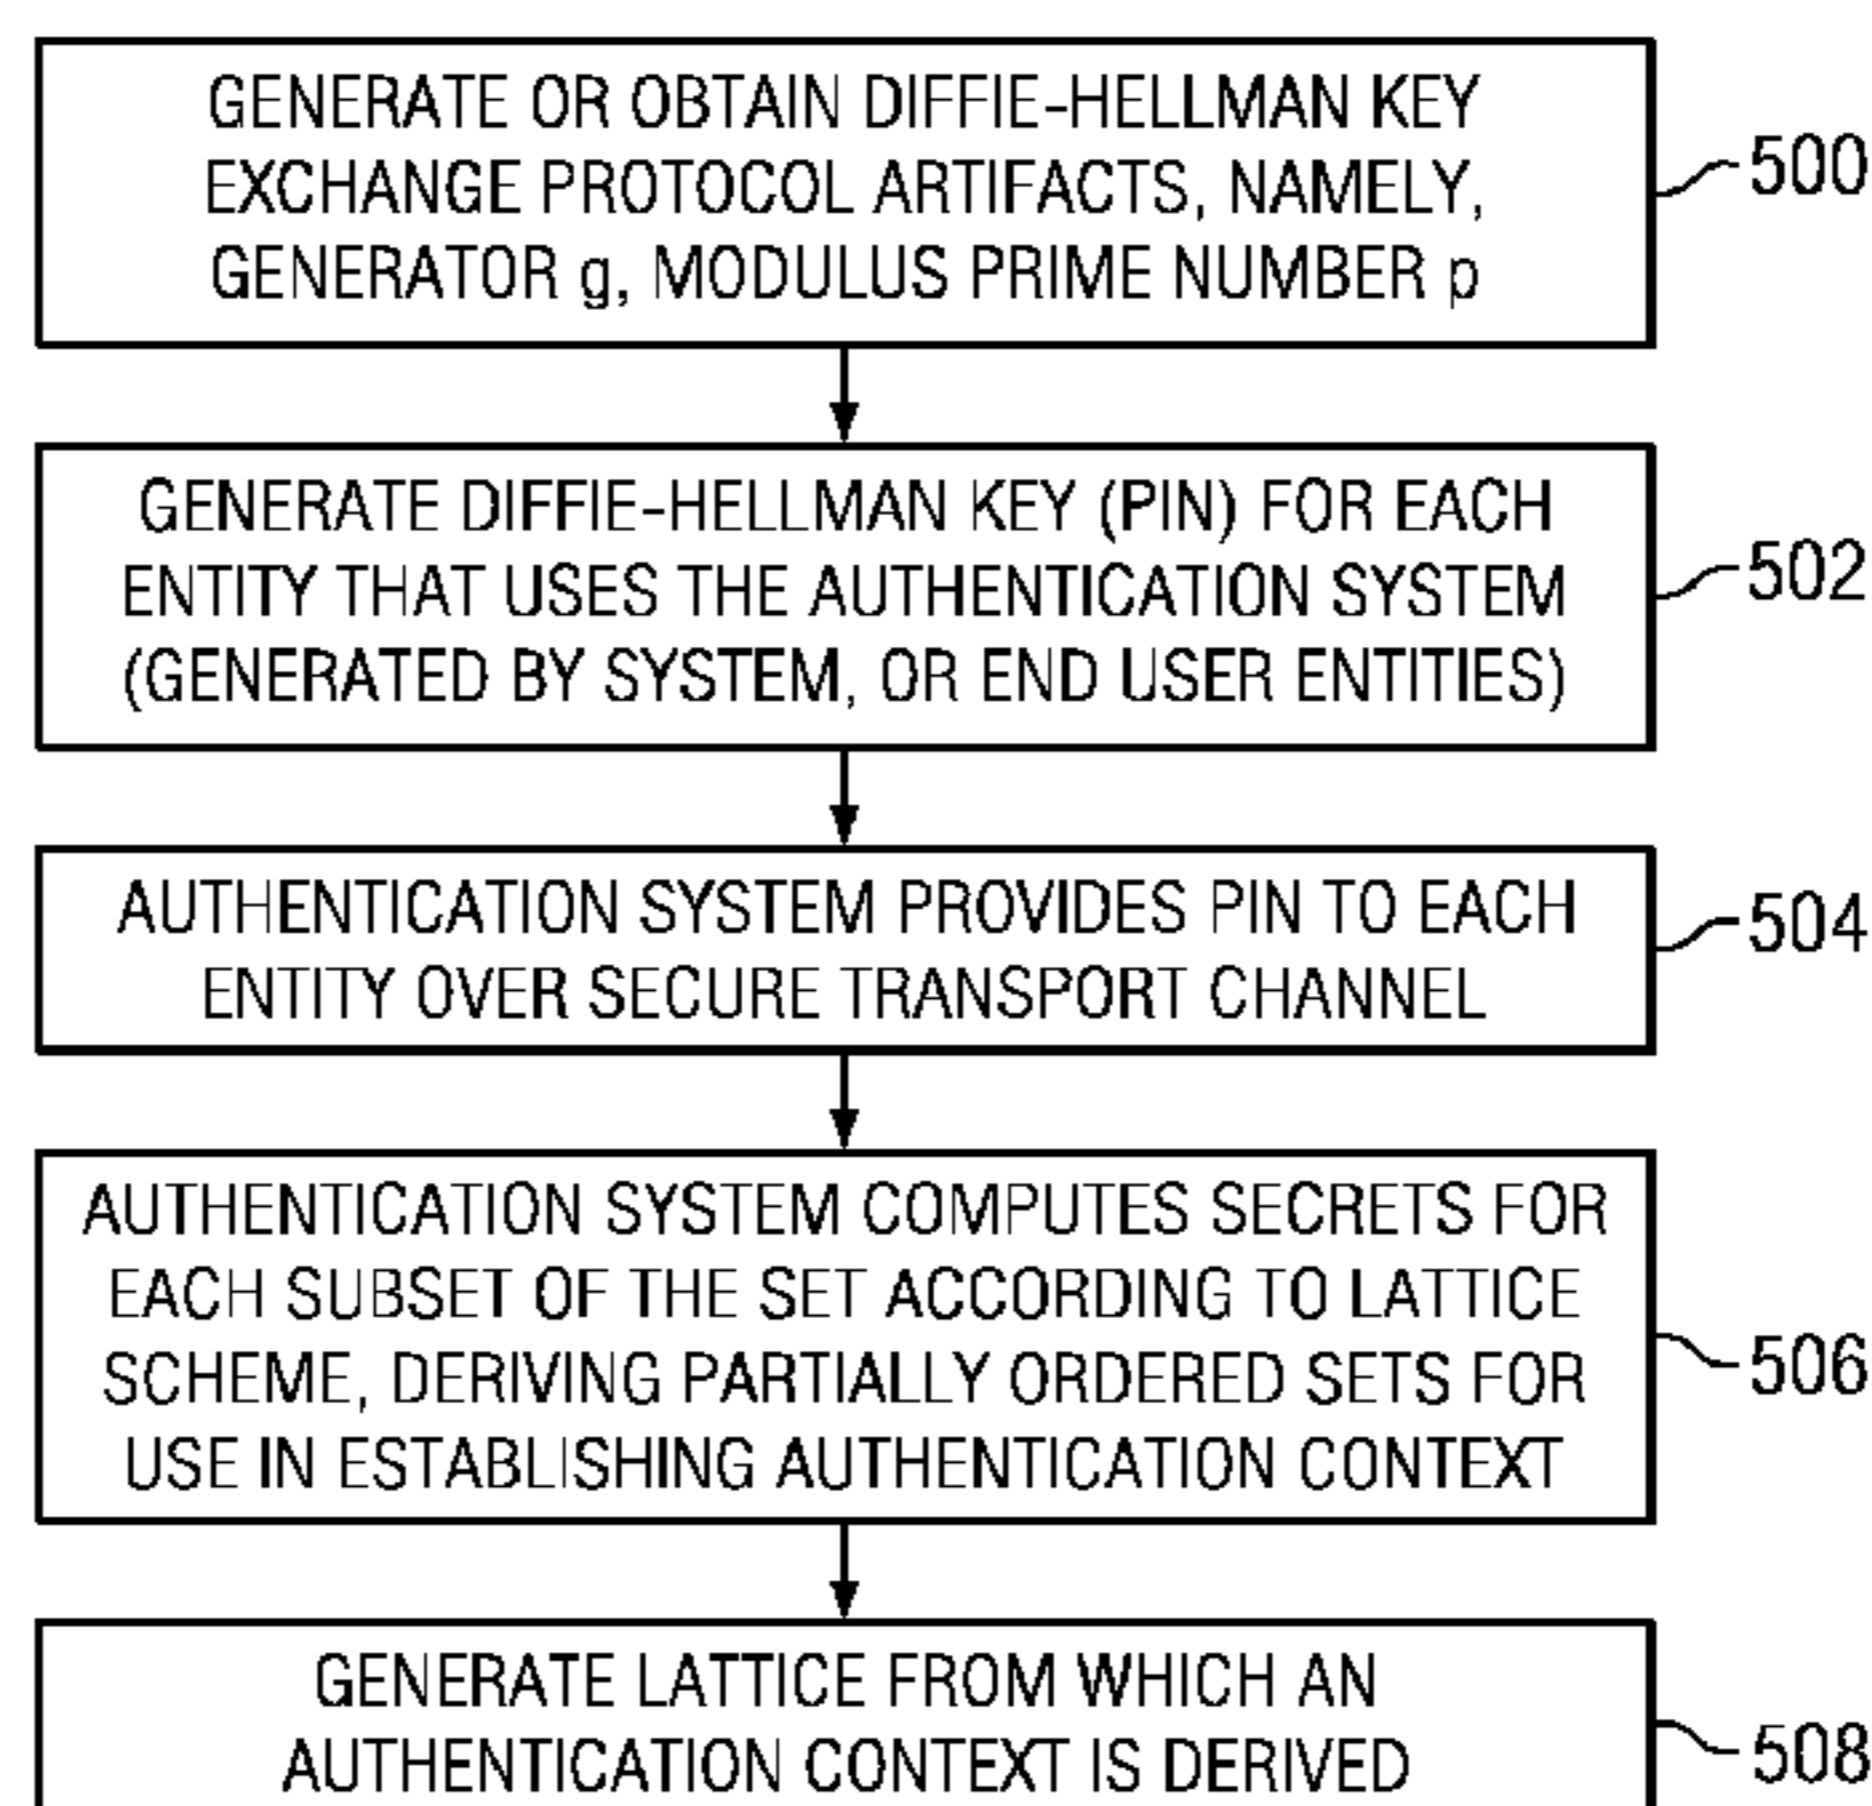 GENERATE OR OBTAIN DIFFIE-HELLMAN KEY
EXCHANGE PROTOCOL ARTIFACTS, NAMELY,
GENERATOR g, MODULUS PRIME NUMBER p
500
GENERATE DIFFIE-HELLMAN KEY (PIN) FOR EACH
ENTITY THAT USES THE AUTHENTICATION SYSTEM
(GENERATED BY SYSTEM, OR END USER ENTITIES)
502
AUTHENTICATION SYSTEM PROVIDES PIN TO EACH
ENTITY OVER SECURE TRANSPORT CHANNEL
504
AUTHENTICATION SYSTEM COMPUTES SECRETS FOR
EACH SUBSET OF THE SET ACCORDING TO LATTICE
SCHEME, DERIVING PARTIALLY ORDERED SETS FOR
USE IN ESTABLISHING AUTHENTICATION CONTEXT
506
GENERATE LATTICE FROM WHICH AN
AUTHENTICATION CONTEXT IS DERIVED
508